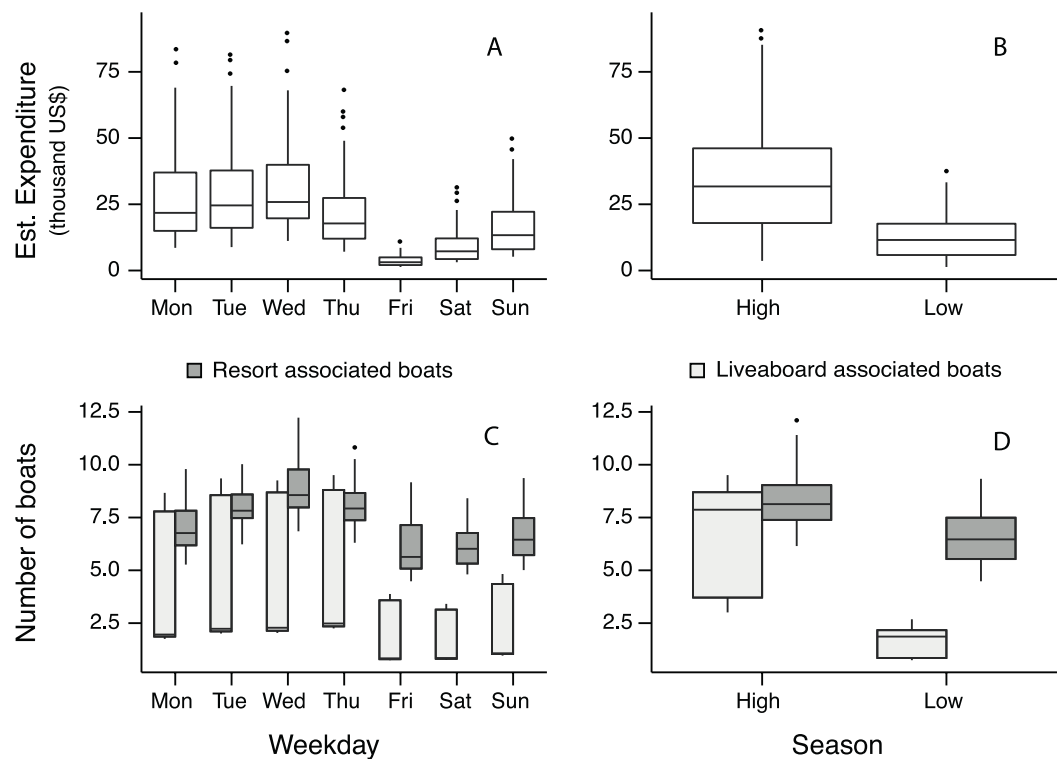 Est. Expenditure
(thousand US$)
75
50
25
0
A
Mon Tue Wed Thu Fri Sat Sun
75
50
25
0
B
High Low
Resort associated boats
Liveaboard associated boats
Number of boats
12.5
10.0
7.5
5.0
2.5
C
Mon Tue Wed Thu Fri Sat Sun
Weekday
12.5
10.0
7.5
5.0
2.5
D
High Low
Season